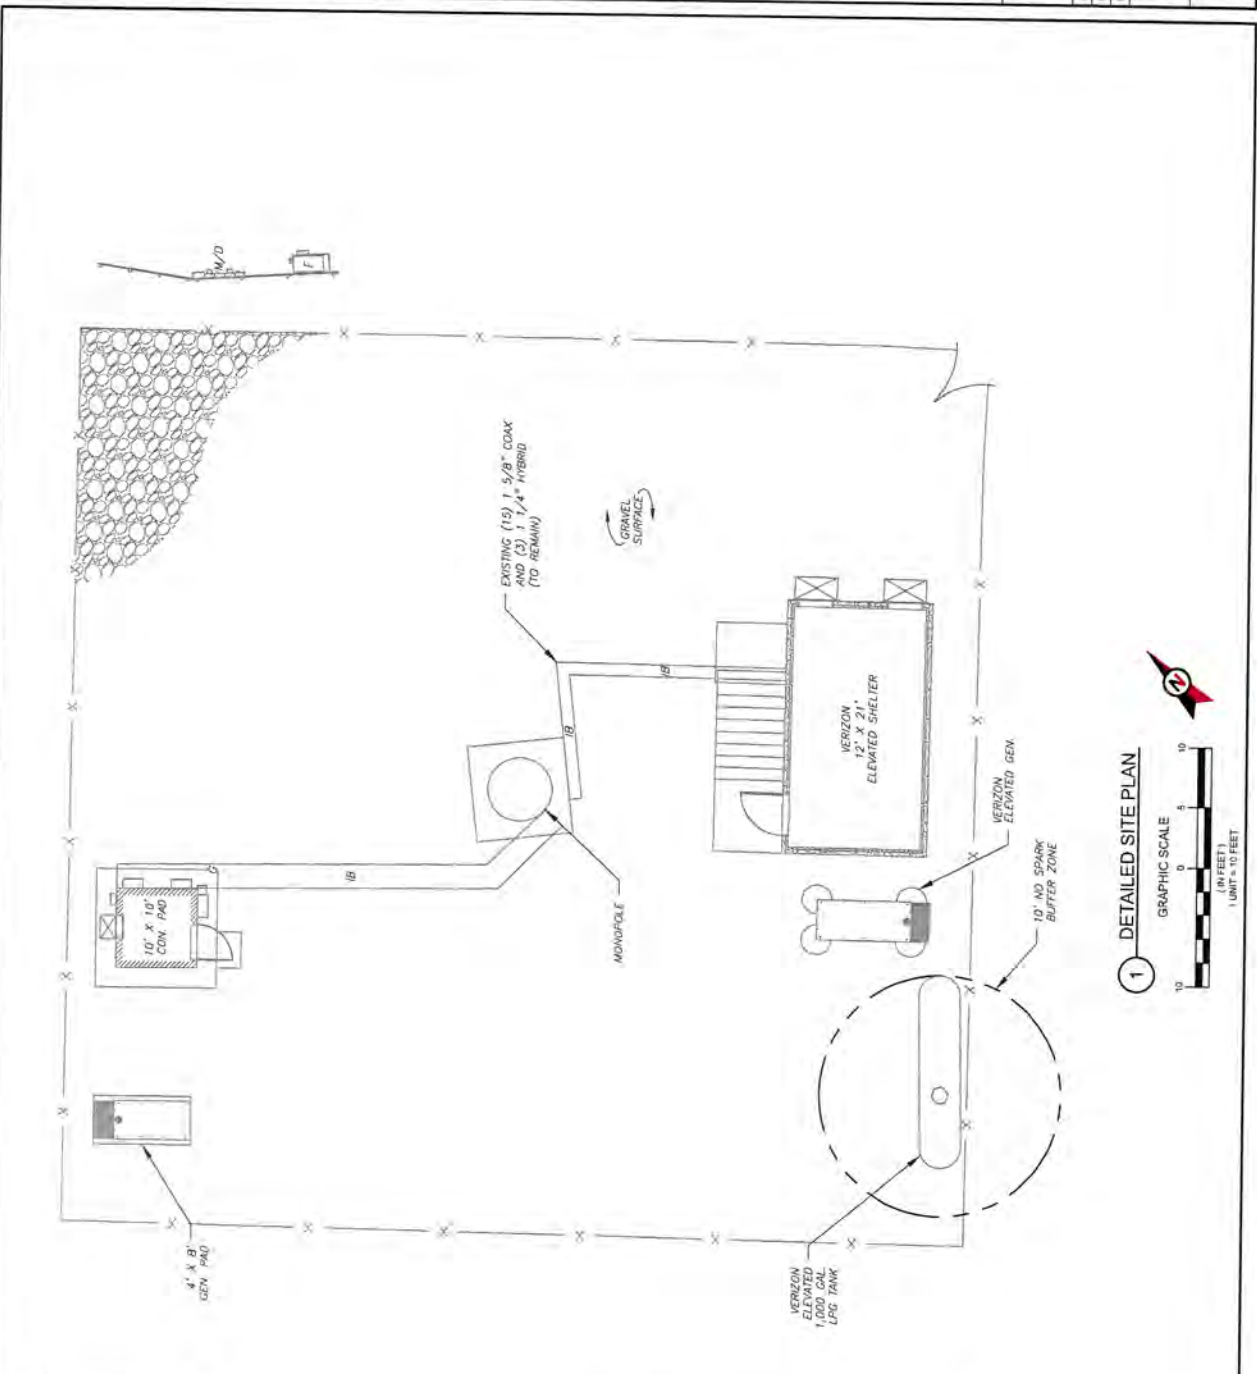 M/D
F
EXISTING (15) 1 5/8" COAX
AND (3) 1 1/4" HYBRID
(TO REMAIN)
GRAVEL
SURFACE
IB
IB
IB
G
10' X 10'
CON. PAD
MONOPOLE
VERIZON
12' X 21'
ELEVATED SHELTER
VERIZON
ELEVATED GEN.
10' NO SPARK
BUFFER ZONE
4' X 8'
GEN. PAD
VERIZON
ELEVATED
1,000 GAL.
LPG TANK
N
1 DETAILED SITE PLAN
GRAPHIC SCALE
10 0 5 10
( IN FEET )
1 UNIT = 10 FEET
X X X X X
X X X X X X X
X X X X X X
X X X X X